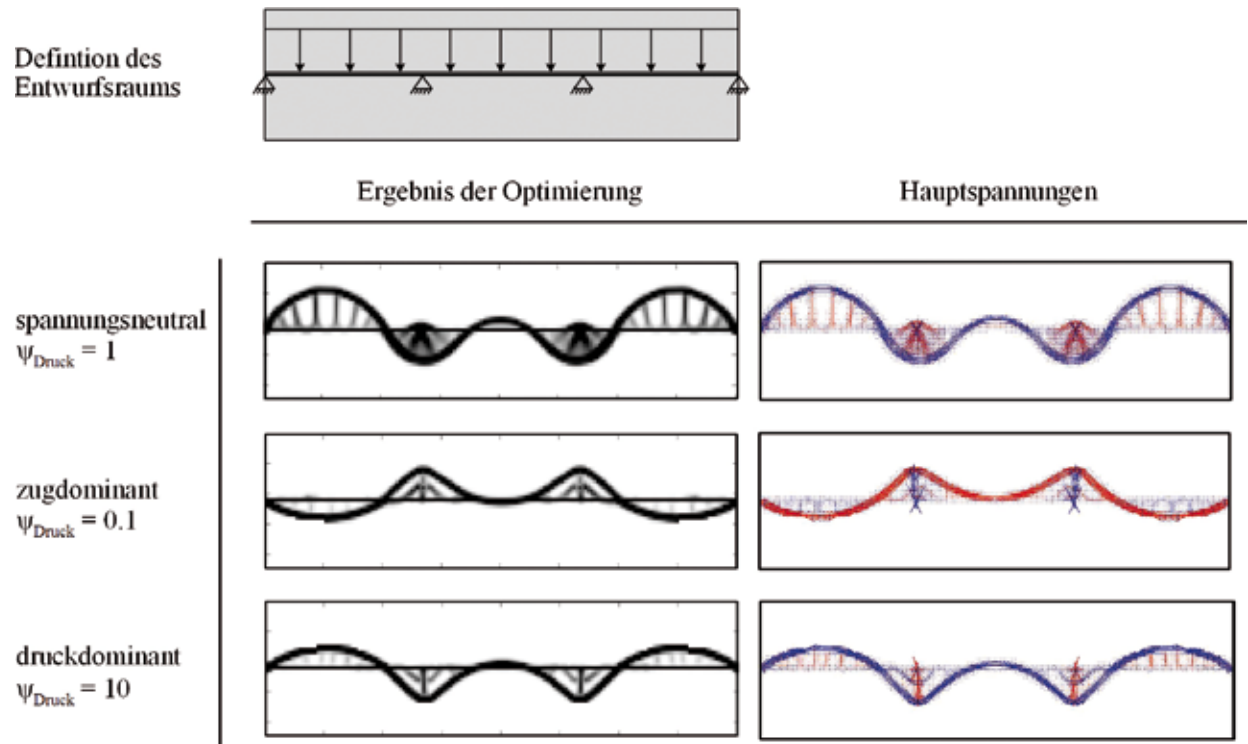 Defintion des
Entwurfsraums
Ergebnis der Optimierung
Hauptspannungen
spannungsneutral
ψDruck = 1
zugdominant
ψDruck = 0.1
druckdominant
ψDruck = 10